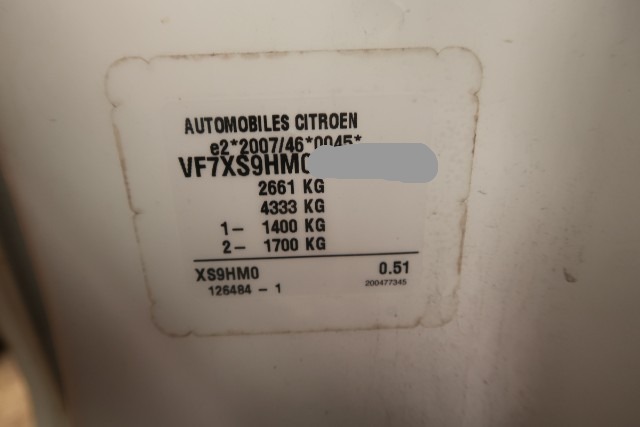 AUTOMOBILES CITROEN
e2*2007/46*0045*
VF7XS9HM0
2661 KG
4333 KG
1– 1400 KG
2– 1700 KG
XS9HM0 0.51
126484 – 1 200477345